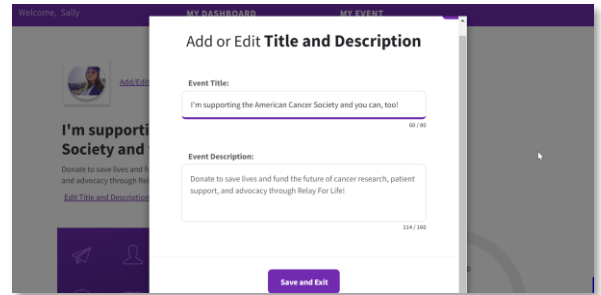 Welcome, Sally
MY DASHBOARD
MY EVENT
Add or Edit Title and Description
Add/Edit
Event Title:
I'm supporting the American Cancer Society and you can, too!
60 / 80
I'm supporti
Society and
Event Description:
Donate to save lives and fund the future of cancer research, patient
support, and advocacy through Relay For Life!
114 / 160
Donate to save lives and fu
and advocacy through Rel
Edit Title and Description
Save and Exit